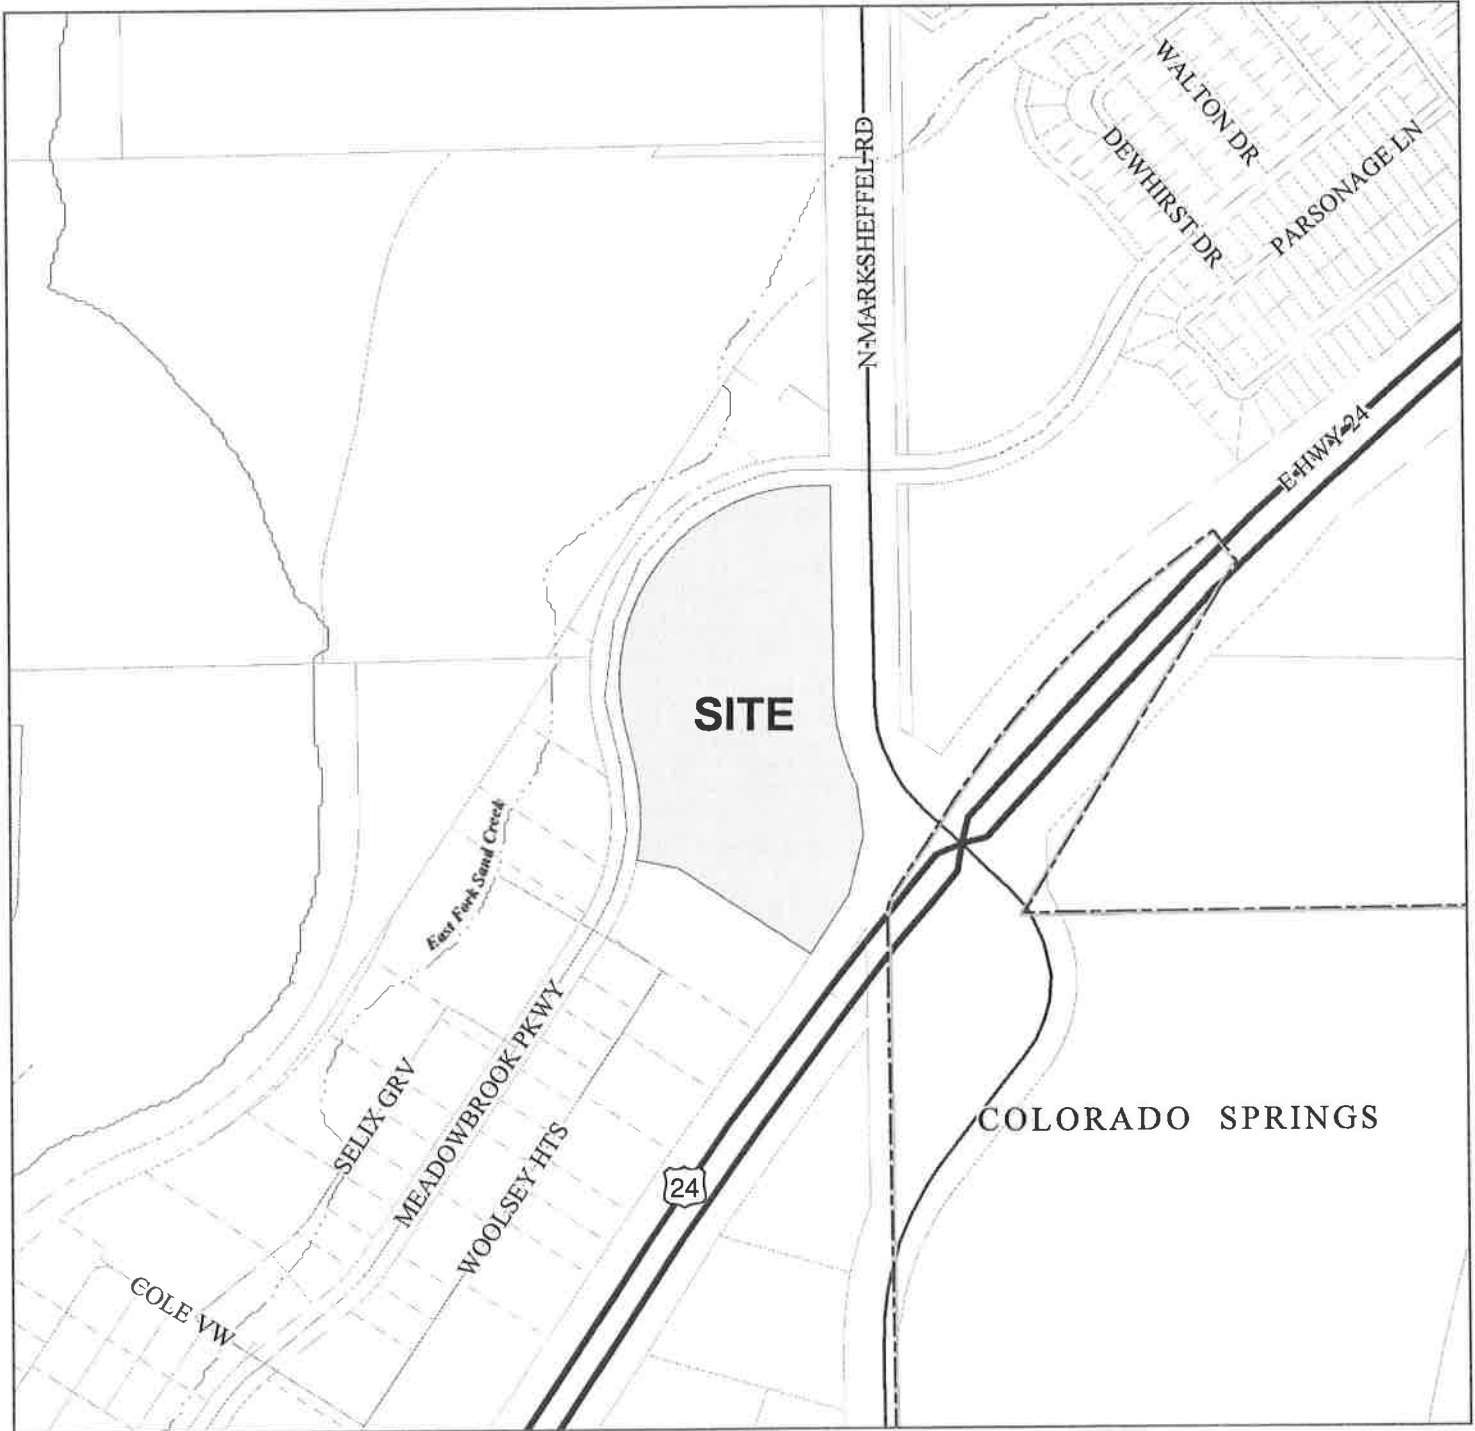 WALTON DR
DEWHIRST DR
PARSONAGE LN
N MARKSHEFFEL RD
E HWY 24
SITE
East Fork Sand Creek
MEADOWBROOK PKWY
SELIX GRV
WOOLSEY HTS
COLORADO SPRINGS
24
COLE VW